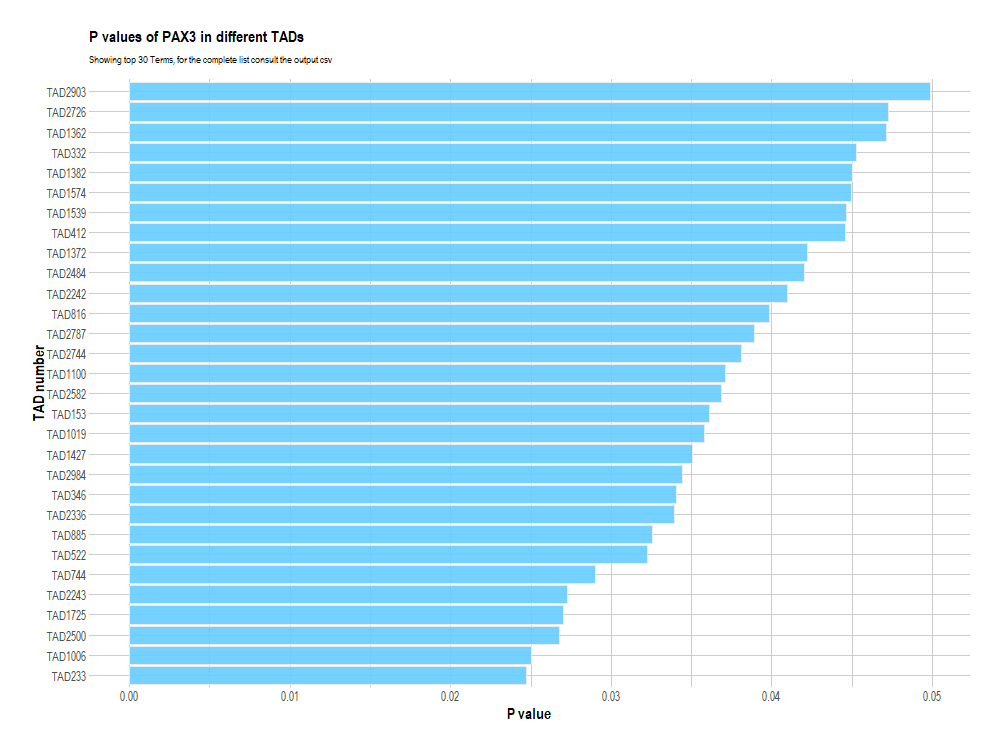 P values of PAX3 in different TADs
Showing top 30 Terms, for the complete list consult the output csv
TAD number
TAD2903
TAD2726
TAD1362
TAD332
TAD1382
TAD1574
TAD1539
TAD412
TAD1372
TAD2484
TAD2242
TAD816
TAD2787
TAD2744
TAD1100
TAD2582
TAD153
TAD1019
TAD1427
TAD2984
TAD346
TAD2336
TAD885
TAD522
TAD744
TAD2243
TAD1725
TAD2500
TAD1006
TAD233
0.00 0.01 0.02 0.03 0.04 0.05
P value